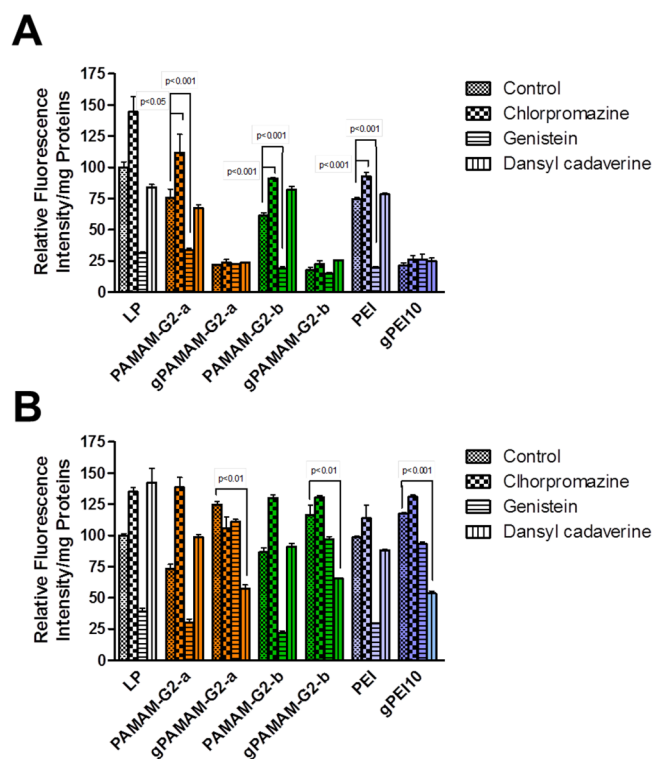 A
Relative Fluorescence
Intensity/mg Proteins
175
150
125
100
75
50
25
0
p<0.001
p<0.05
p<0.001
p<0.001
p<0.001
p<0.001
Control
Chlorpromazine
Genistein
Dansyl cadaverine
LP
PAMAM-G2-a
gPAMAM-G2-a
PAMAM-G2-b
gPAMAM-G2-b
PEI
gPEI10
B
Relative Fluorescence
Intensity/mg Proteins
175
150
125
100
75
50
25
0
p<0.01
p<0.01
p<0.001
Control
Clhorpromazine
Genistein
Dansyl cadaverine
LP
PAMAM-G2-a
gPAMAM-G2-a
PAMAM-G2-b
gPAMAM-G2-b
PEI
gPEI10